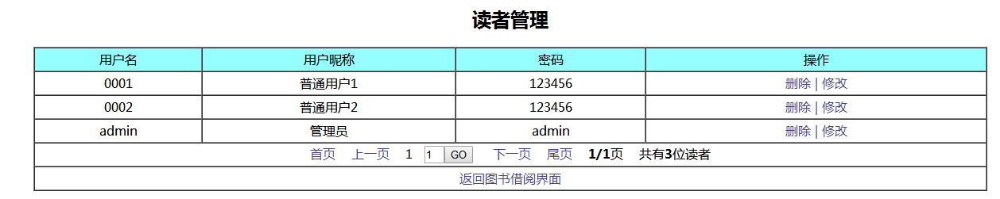 读者管理
用户名 用户昵称 密码 操作
0001 普通用户1 123456 删除 | 修改
0002 普通用户2 123456 删除 | 修改
admin 管理员 admin 删除 | 修改
首页 上一页 1 1 GO 下一页 尾页 1/1页 共有3位读者
返回图书借阅界面